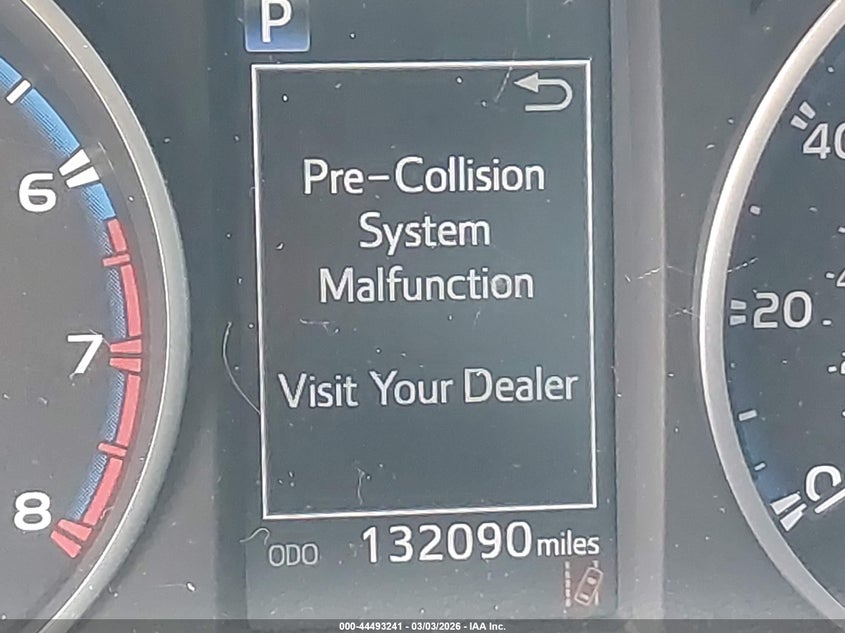 P
Pre-Collision
System
Malfunction
Visit Your Dealer
ODO 132090 miles
6
7
8
40
20
0
000-44493241 - 03/03/2026 - IAA Inc.